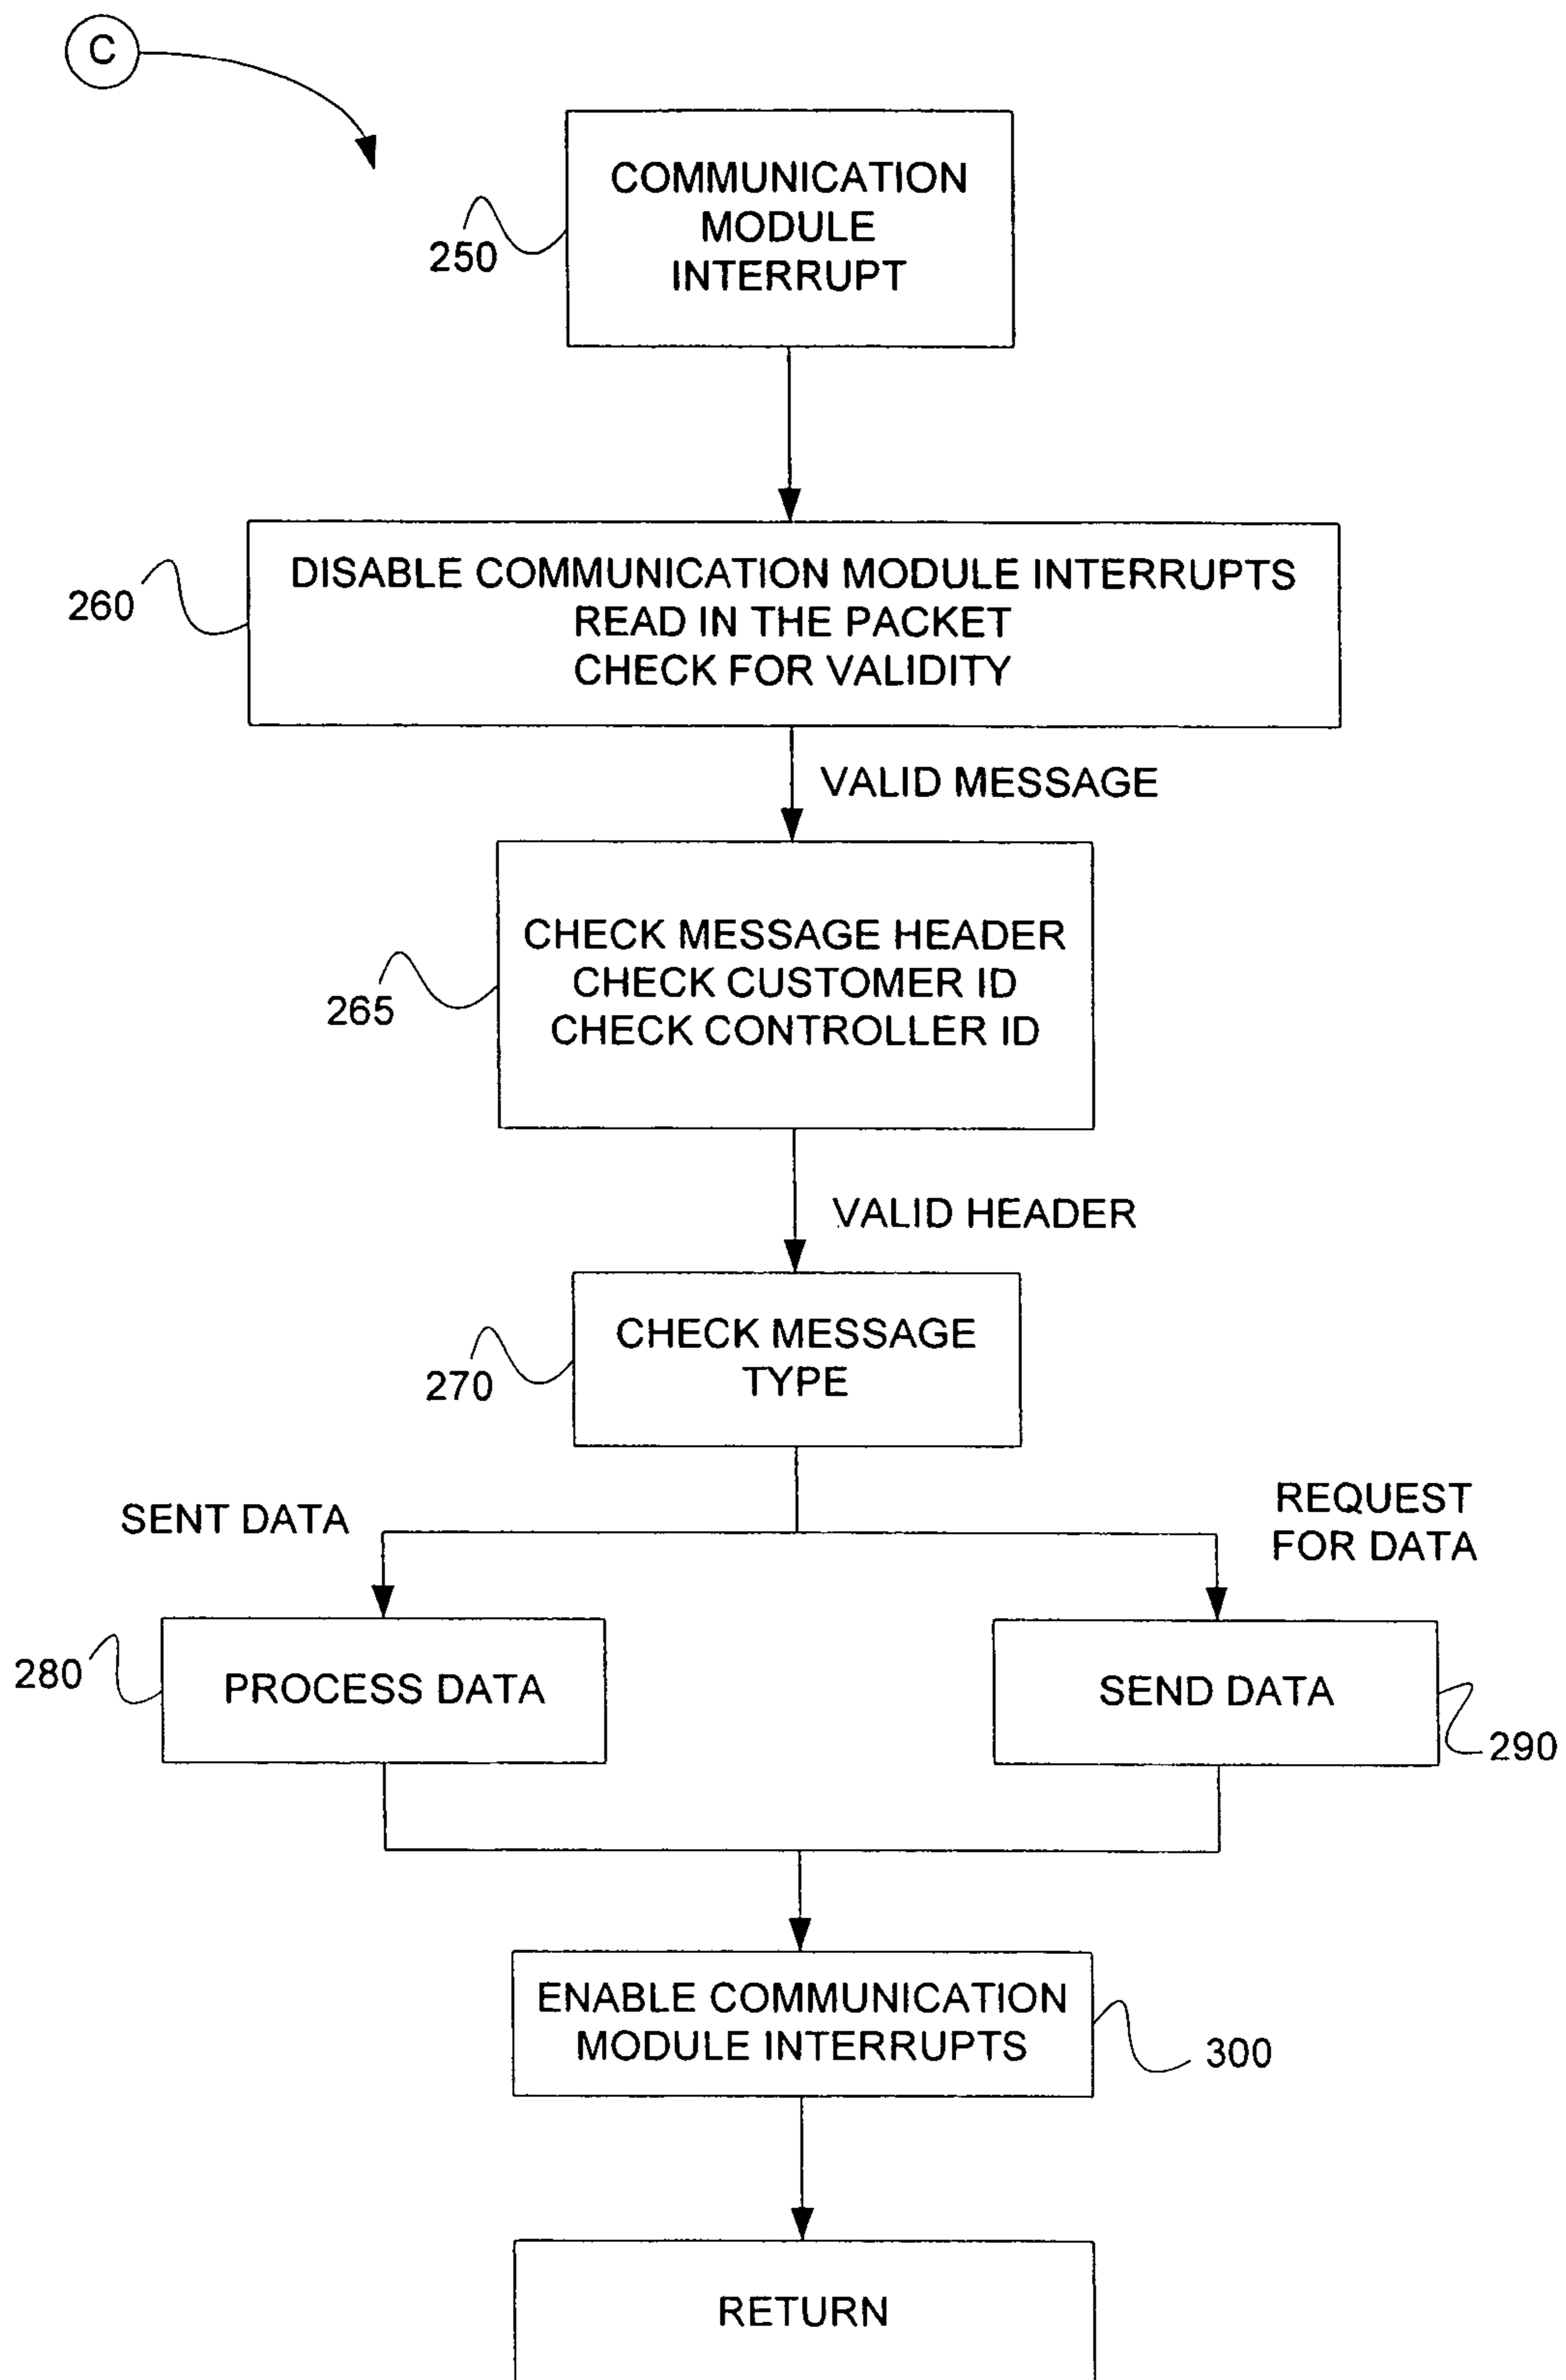 C
COMMUNICATION
MODULE
INTERRUPT
250
DISABLE COMMUNICATION MODULE INTERRUPTS
READ IN THE PACKET
CHECK FOR VALIDITY
260
VALID MESSAGE
CHECK MESSAGE HEADER
CHECK CUSTOMER ID
CHECK CONTROLLER ID
265
VALID HEADER
CHECK MESSAGE
TYPE
270
SENT DATA
REQUEST
FOR DATA
280
PROCESS DATA
SEND DATA
290
ENABLE COMMUNICATION
MODULE INTERRUPTS
300
RETURN